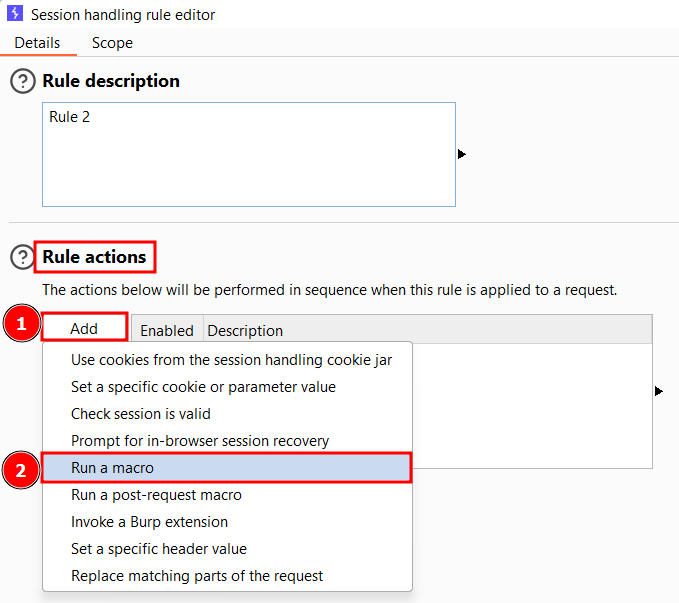 Session handling rule editor
Details Scope
? Rule description
Rule 2
? Rule actions
The actions below will be performed in sequence when this rule is applied to a request.
1 Add Enabled Description
Use cookies from the session handling cookie jar
Set a specific cookie or parameter value
Check session is valid
Prompt for in-browser session recovery
2 Run a macro
Run a post-request macro
Invoke a Burp extension
Set a specific header value
Replace matching parts of the request